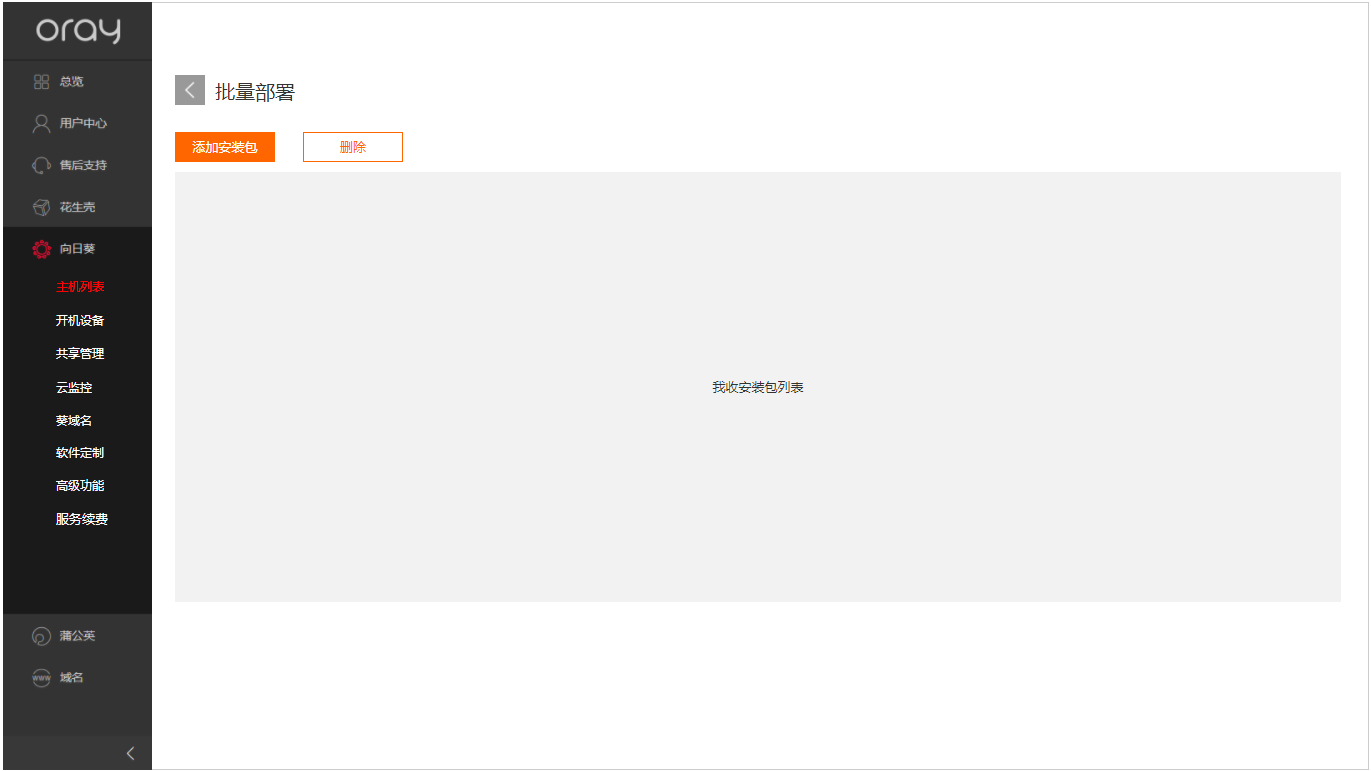 oray
总览
用户中心
售后支持
花生壳
向日葵
主机列表
开机设备
共享管理
云监控
葵域名
软件定制
高级功能
服务续费
蒲公英
www
域名
批量部署
添加安装包
删除
我收安装包列表